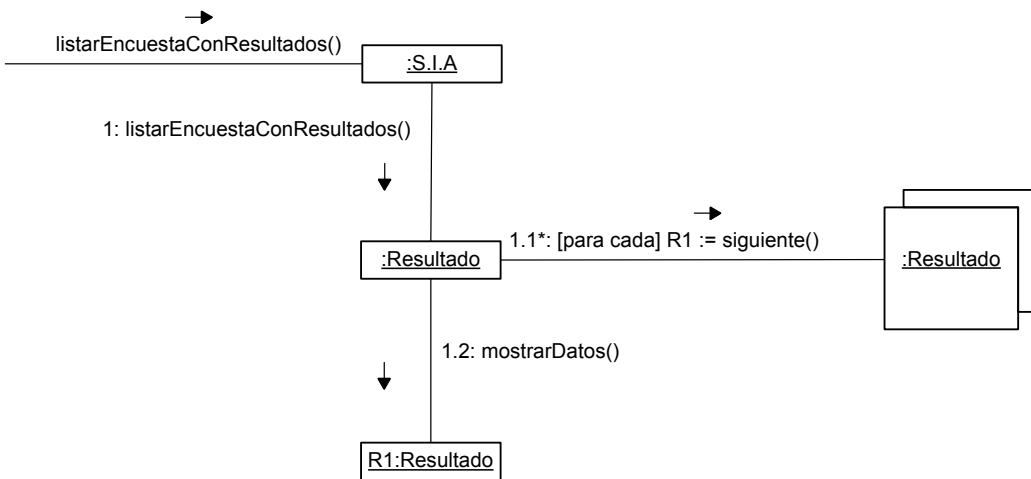 listarEncuestaConResultados()
:S.I.A
1: listarEncuestaConResultados()
1.1*: [para cada] R1 := siguiente()
:Resultado
:Resultado
1.2: mostrarDatos()
R1:Resultado